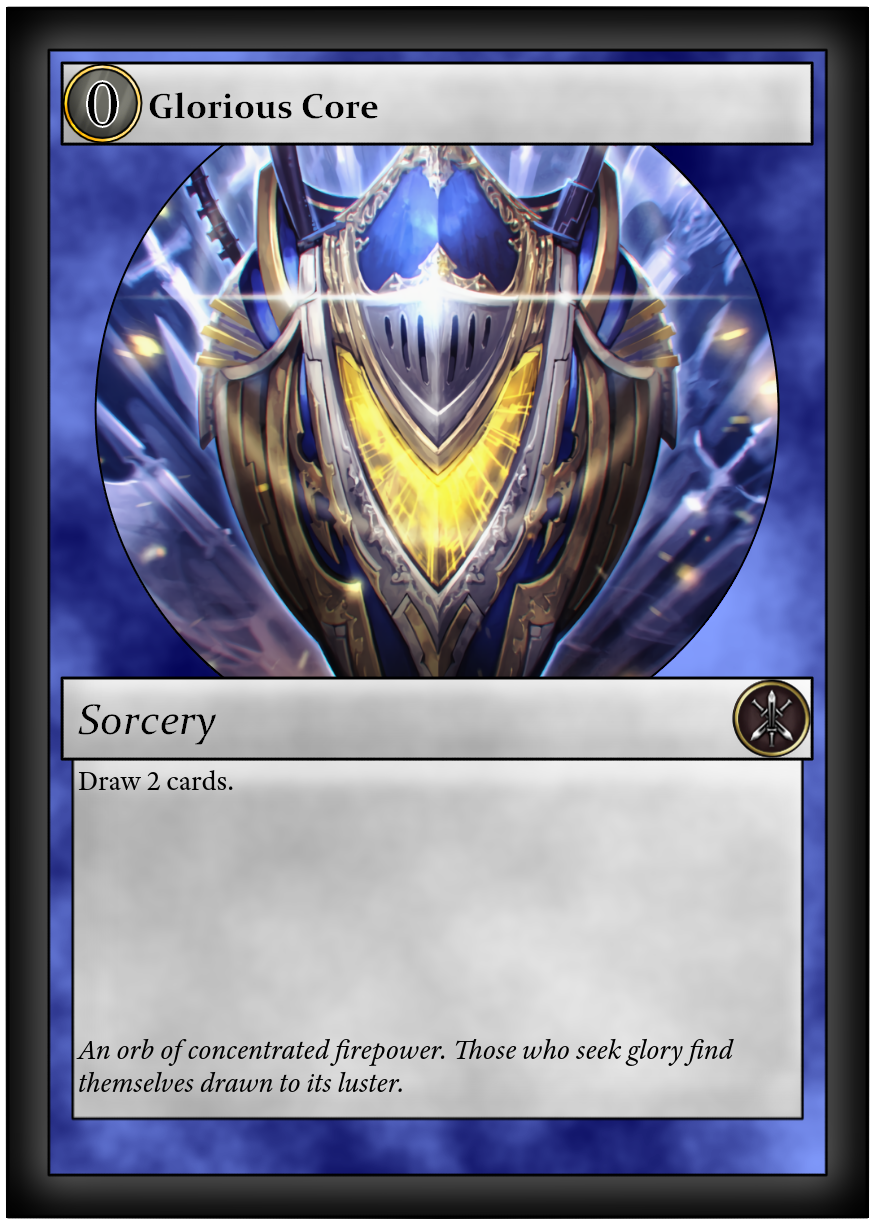 0 Glorious Core
Sorcery
Draw 2 cards.
An orb of concentrated firepower. Those who seek glory find
themselves drawn to its luster.